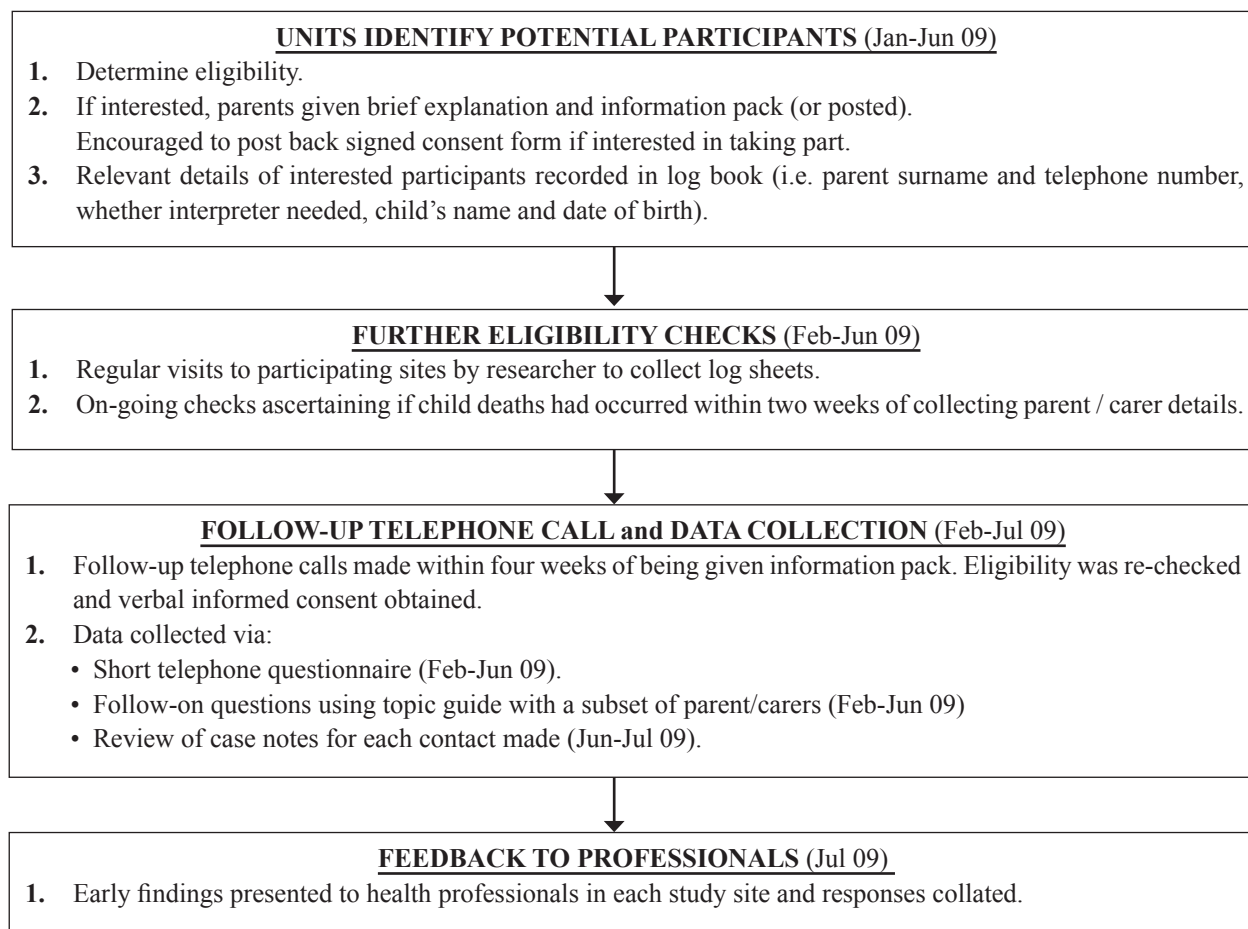 UNITS IDENTIFY POTENTIAL PARTICIPANTS (Jan-Jun 09)
1. Determine eligibility.
2. If interested, parents given brief explanation and information pack (or posted).
Encouraged to post back signed consent form if interested in taking part.
3. Relevant details of interested participants recorded in log book (i.e. parent surname and telephone number,
whether interpreter needed, child’s name and date of birth).
FURTHER ELIGIBILITY CHECKS (Feb-Jun 09)
1. Regular visits to participating sites by researcher to collect log sheets.
2. On-going checks ascertaining if child deaths had occurred within two weeks of collecting parent / carer details.
FOLLOW-UP TELEPHONE CALL and DATA COLLECTION (Feb-Jul 09)
1. Follow-up telephone calls made within four weeks of being given information pack. Eligibility was re-checked
and verbal informed consent obtained.
2. Data collected via:
• Short telephone questionnaire (Feb-Jun 09).
• Follow-on questions using topic guide with a subset of parent/carers (Feb-Jun 09)
• Review of case notes for each contact made (Jun-Jul 09).
FEEDBACK TO PROFESSIONALS (Jul 09)
1. Early findings presented to health professionals in each study site and responses collated.